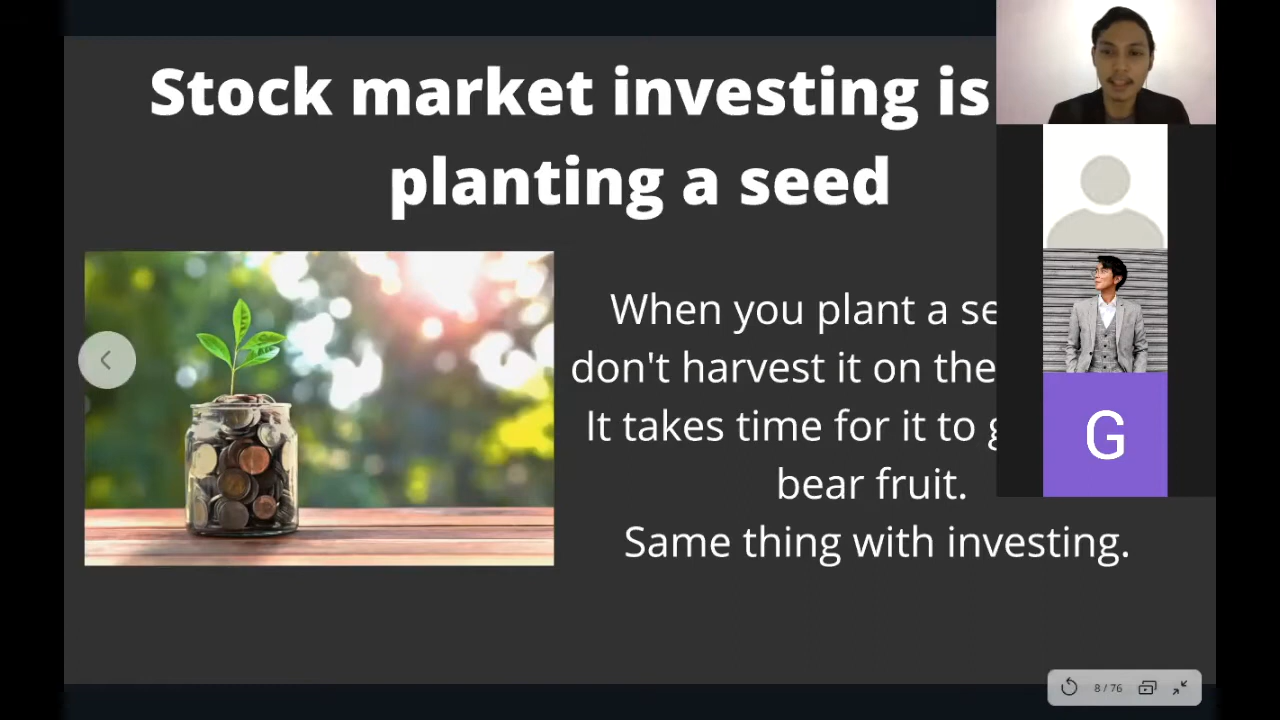 Stock market investing is
planting a seed
When you plant a
don't harvest it on the
It takes time for it to
bear fruit.
Same thing with investing.
G
8 / 76